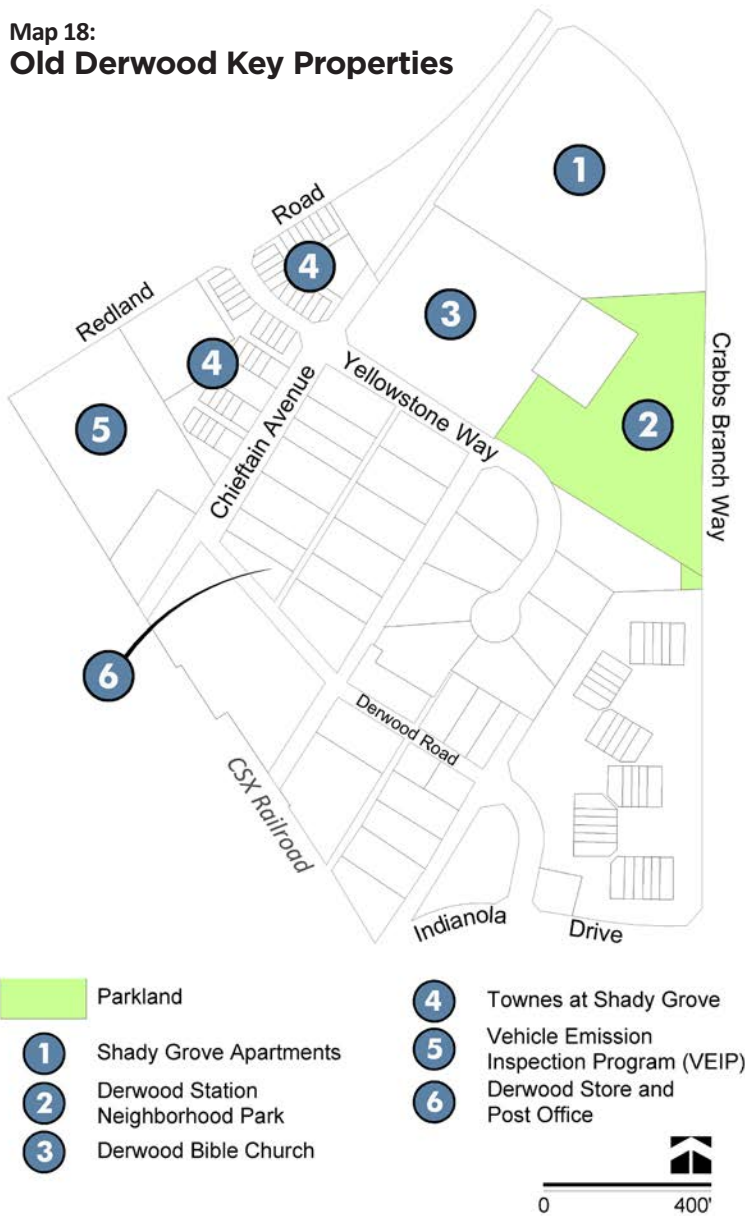 Map 18:
Old Derwood Key Properties
1
Road
4
Redland
3
4
Yellowstone Way
Crabbs Branch Way
5
Chieftain Avenue
2
6
Derwood Road
CSX Railroad
Indianola
Drive
Parkland
1 Shady Grove Apartments
2 Derwood Station
Neighborhood Park
3 Derwood Bible Church
4 Townes at Shady Grove
5 Vehicle Emission
Inspection Program (VEIP)
6 Derwood Store and
Post Office
0 400'